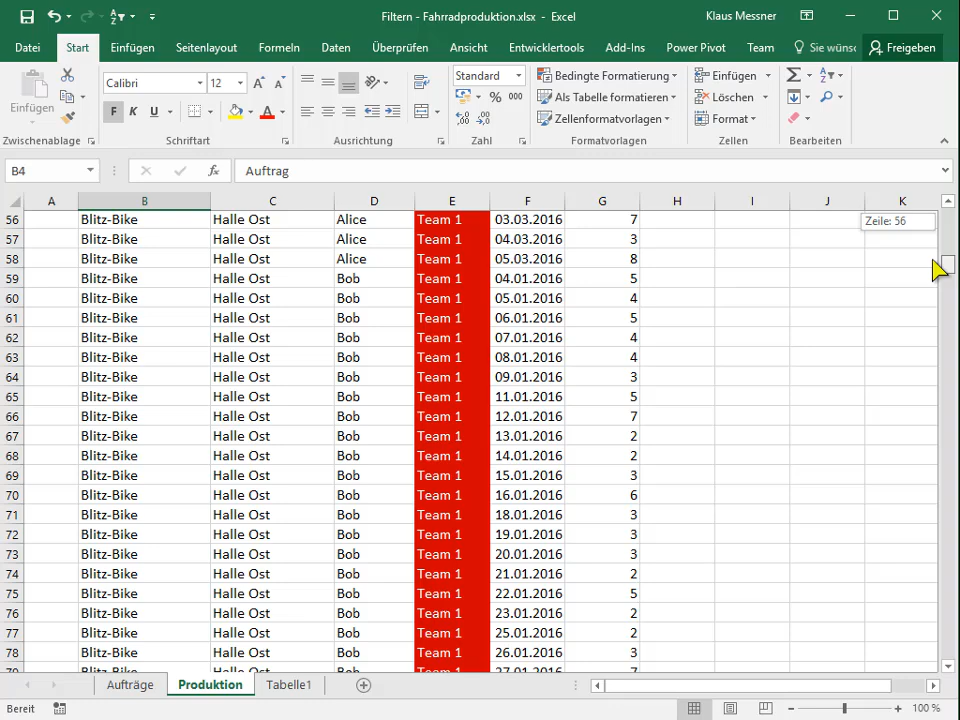 Filtern - Fahrradproduktion.xlsx - Excel
Klaus Messner
Datei Start Einfügen Seitenlayout Formeln Daten Überprüfen Ansicht Entwicklertools Add-Ins Power Pivot Team Sie wünsc Freigeben
Einfügen
Calibri 12
F K U
Standard
% 000
Bedingte Formatierung
Als Tabelle formatieren
Zellenformatvorlagen
Einfügen
Löschen
Format
Zwischenablage Schriftart Ausrichtung Zahl Formatvorlagen Zellen Bearbeiten
B4 fx Auftrag
A B C D E F G H I J K
56 Blitz-Bike Halle Ost Alice Team 1 03.03.2016 7
Zeile: 56
57 Blitz-Bike Halle Ost Alice Team 1 04.03.2016 3
58 Blitz-Bike Halle Ost Alice Team 1 05.03.2016 8
59 Blitz-Bike Halle Ost Bob Team 1 04.01.2016 5
60 Blitz-Bike Halle Ost Bob Team 1 05.01.2016 4
61 Blitz-Bike Halle Ost Bob Team 1 06.01.2016 5
62 Blitz-Bike Halle Ost Bob Team 1 07.01.2016 4
63 Blitz-Bike Halle Ost Bob Team 1 08.01.2016 4
64 Blitz-Bike Halle Ost Bob Team 1 09.01.2016 3
65 Blitz-Bike Halle Ost Bob Team 1 11.01.2016 5
66 Blitz-Bike Halle Ost Bob Team 1 12.01.2016 7
67 Blitz-Bike Halle Ost Bob Team 1 13.01.2016 2
68 Blitz-Bike Halle Ost Bob Team 1 14.01.2016 2
69 Blitz-Bike Halle Ost Bob Team 1 15.01.2016 3
70 Blitz-Bike Halle Ost Bob Team 1 16.01.2016 6
71 Blitz-Bike Halle Ost Bob Team 1 18.01.2016 3
72 Blitz-Bike Halle Ost Bob Team 1 19.01.2016 3
73 Blitz-Bike Halle Ost Bob Team 1 20.01.2016 3
74 Blitz-Bike Halle Ost Bob Team 1 21.01.2016 2
75 Blitz-Bike Halle Ost Bob Team 1 22.01.2016 5
76 Blitz-Bike Halle Ost Bob Team 1 23.01.2016 2
77 Blitz-Bike Halle Ost Bob Team 1 25.01.2016 2
78 Blitz-Bike Halle Ost Bob Team 1 26.01.2016 3
79 Blitz-Bike Halle Ost Bob Team 1 27.01.2016 7
Aufträge Produktion Tabelle1
Bereit 100 %